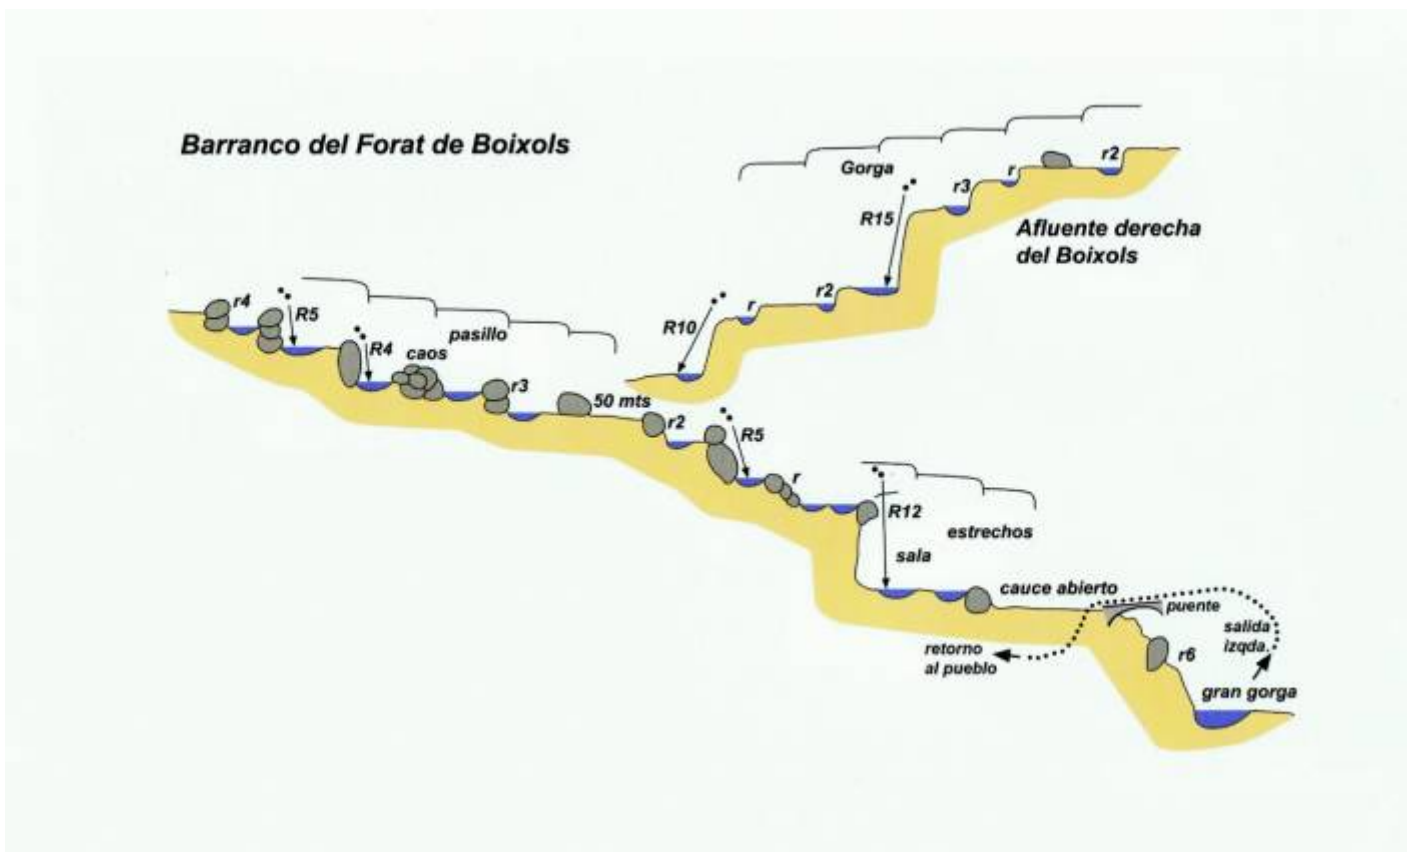 Barranco del Forat de Boixols
Gorga
r2
r
r3
R15
Afluente derecha
del Boixols
r2
r
R10
r4
R5
pasillo
R4
caos
r3
50 mts
r2
R5
r
R12
estrechos
sala
cauce abierto
puente
salida
izqda.
retorno
al pueblo
r6
gran gorga